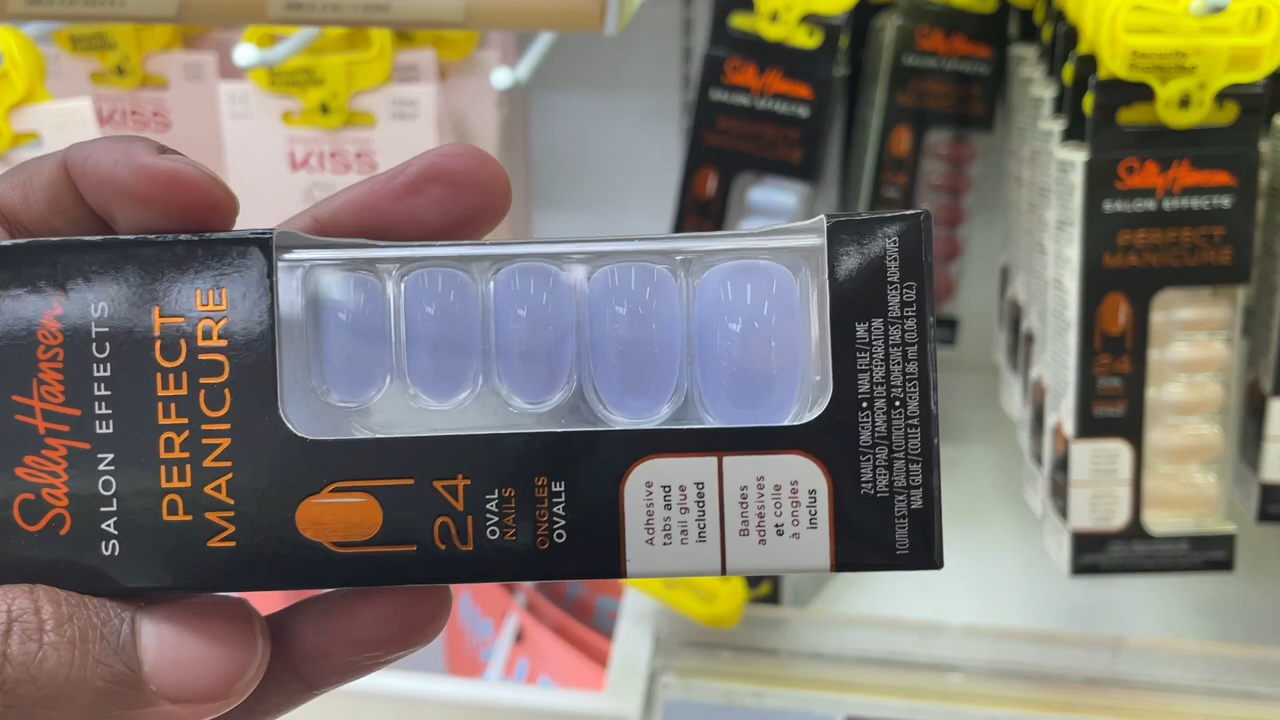 Sally Hansen
SALON EFFECTS
PERFECT
MANICURE
24
OVAL
NAILS
ONGLES
OVALE
Adhesive
tabs and
nail glue
included
Bandes
adhésives
et colle
à ongles
inclus
24 NAILS / ONGLES • 1 NAIL FILE / LIME
1 PREP PAD / TAMPON DE PRÉPARATION
1 CUTICLE STICK / BÂTON À CUTICULES • 24 ADHESIVE TABS / BANDES ADHÉSIVES
NAIL GLUE / COLLE À ONGLES 1.86 mL (0.06 FL. OZ.)
KISS
KISS
Sally Hansen
SALON EFFECTS
Sally Hansen
Sally Hansen
SALON EFFECTS
PERFECT
MANICURE
24